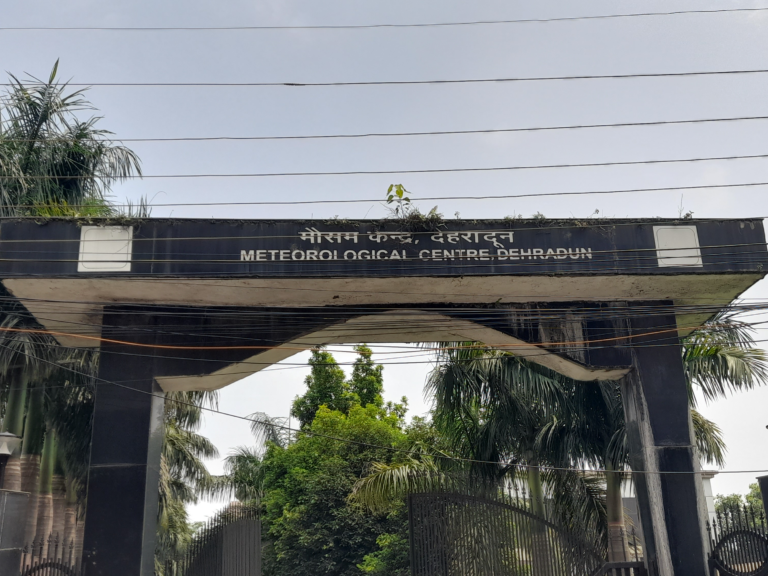 मौसम केन्द्र, देहरादून
METEOROLOGICAL CENTRE, DEHRADUN